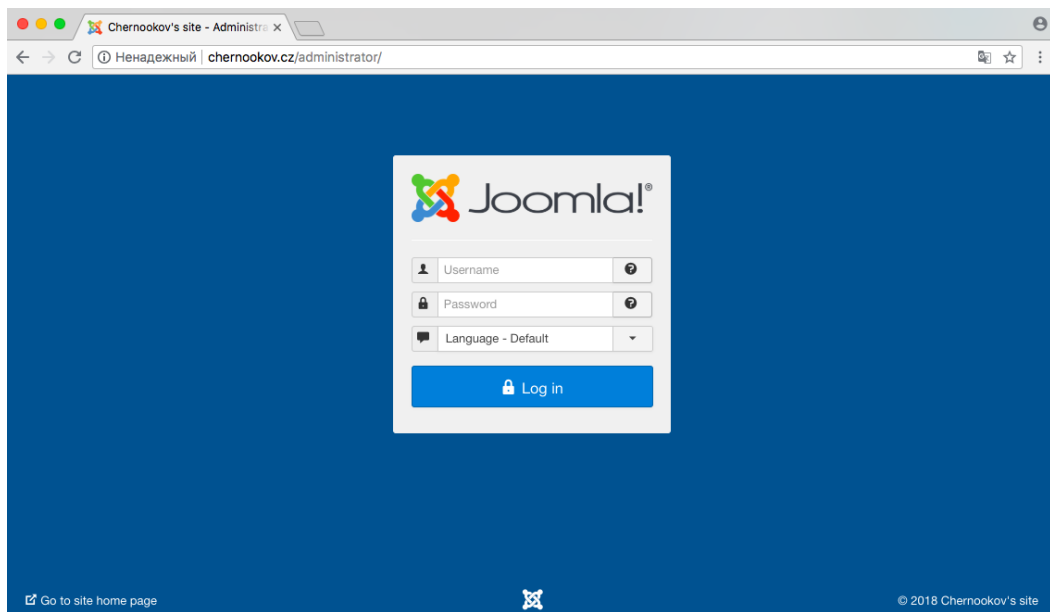 Chernookov's site - Administra
Ненадежный | chernookov.cz/administrator/
Joomla!®
Username
Password
Language - Default
Log in
Go to site home page
© 2018 Chernookov's site